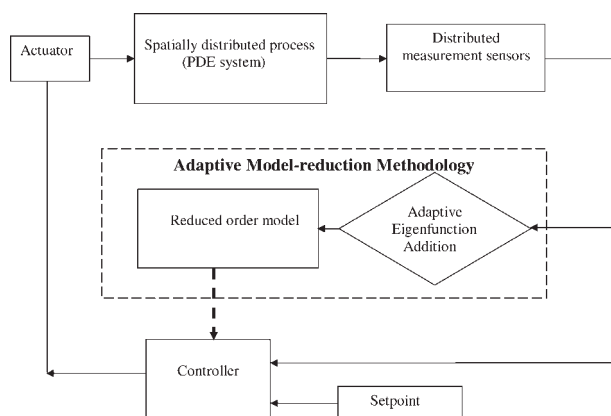 Actuator
Spatially distributed process
(PDE system)
Distributed
measurement sensors
Adaptive Model-reduction Methodology
Reduced order model
Adaptive
Eigenfunction
Addition
Controller
Setpoint